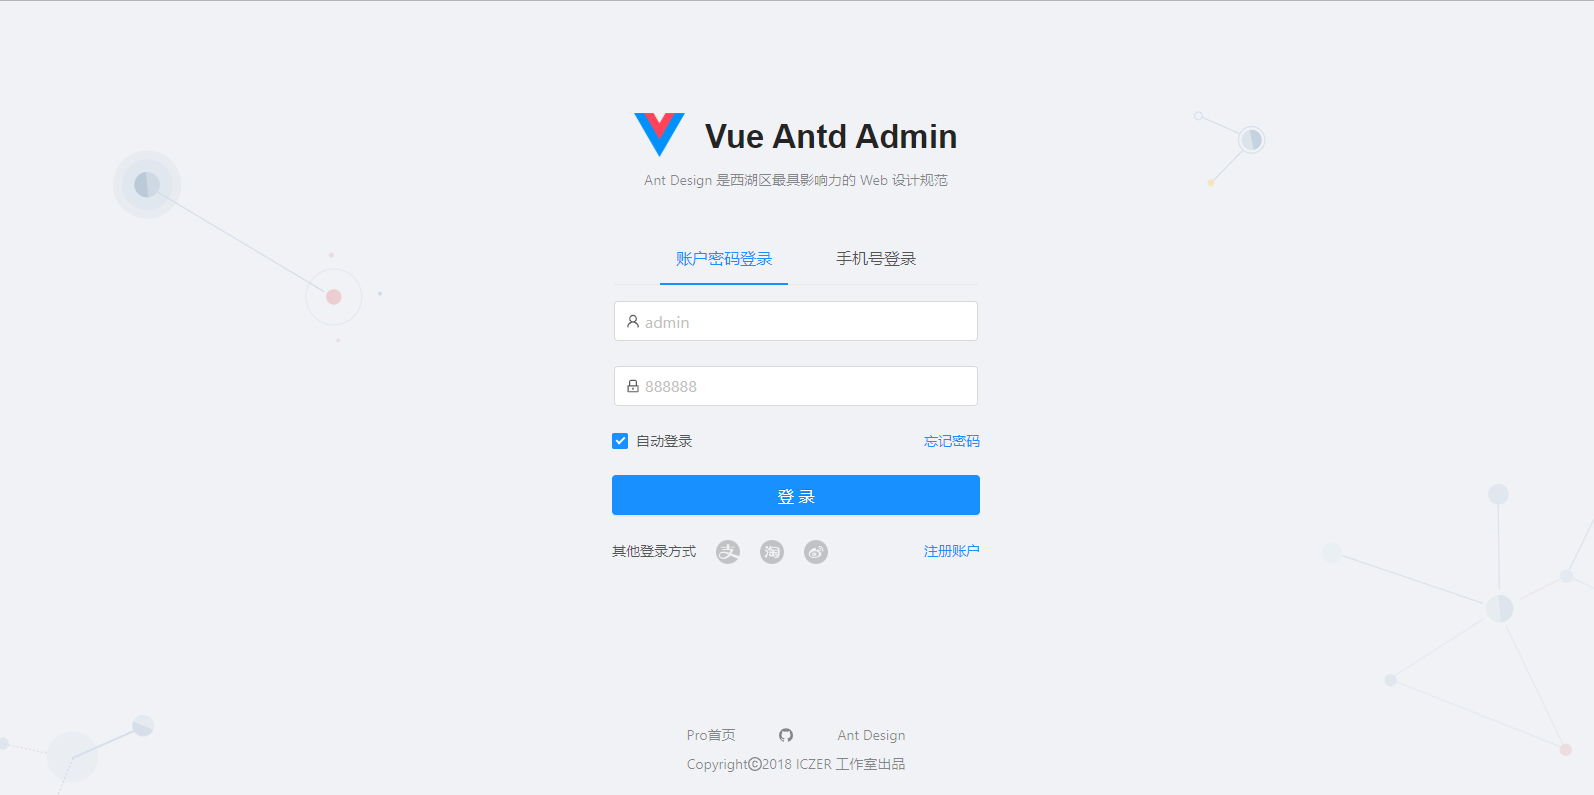 Vue Antd Admin
Ant Design 是西湖区最具影响力的 Web 设计规范
账户密码登录 手机号登录
admin
888888
自动登录 忘记密码
登 录
其他登录方式 支 淘 注册账户
Pro首页 Ant Design
Copyright©2018 ICZER 工作室出品